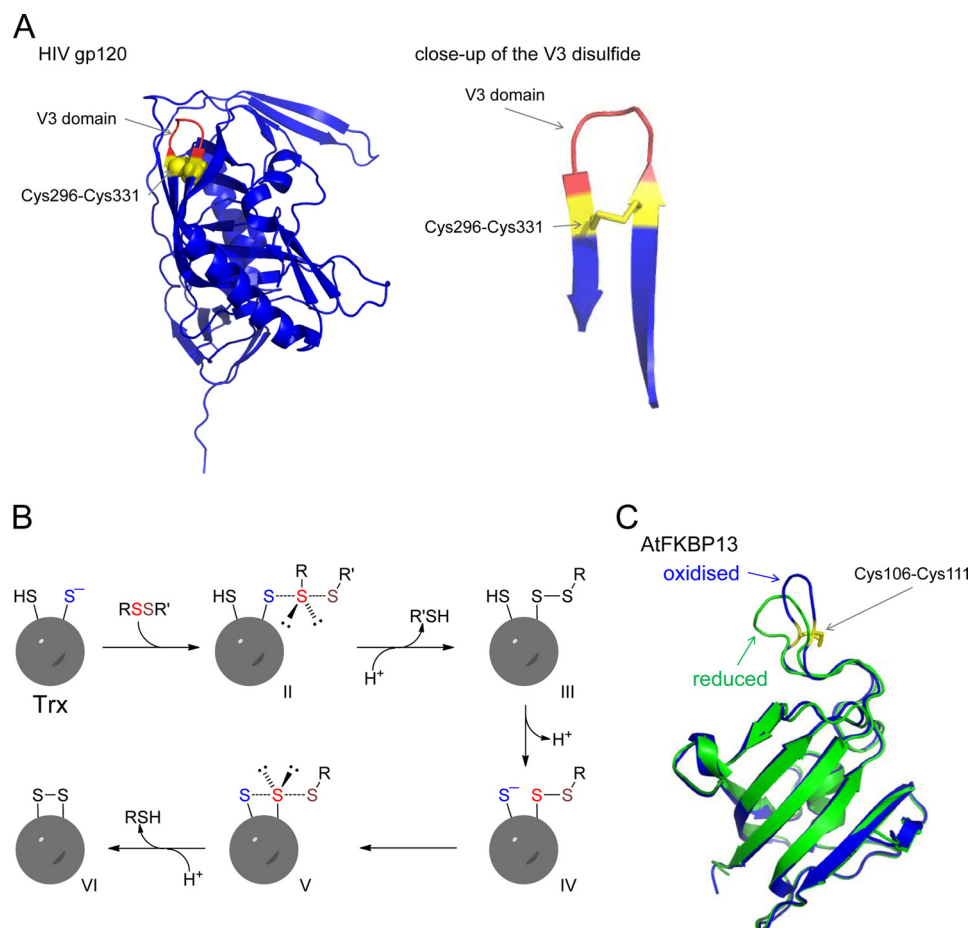 A
HIV gp120
close-up of the V3 disulfide
V3 domain
Cys296-Cys331
V3 domain
Cys296-Cys331
B
HS S⁻
RSSR'
Trx
HS S S S
R R'
II
R'SH
H⁺
HS S S
R
III
H⁺
S⁻ S S
R
IV
S S S
R
V
RSH
H⁺
S S
VI
C
AtFKBP13
oxidised
Cys106-Cys111
reduced